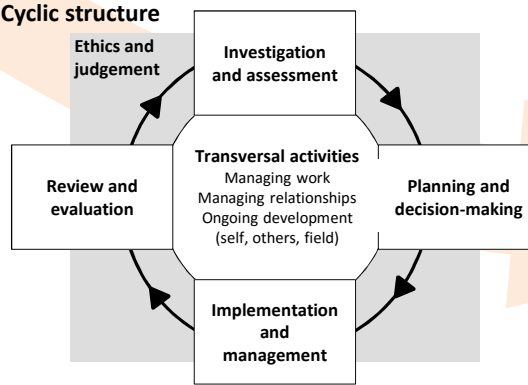 Cyclic structure
Ethics and
judgement
Investigation
and assessment
Transversal activities
Managing work
Managing relationships
Ongoing development
(self, others, field)
Review and
evaluation
Planning and
decision-making
Implementation
and
management